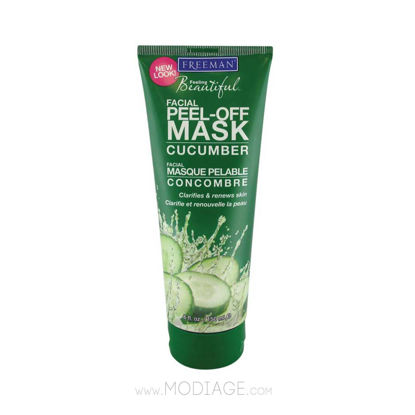 NEW
LOOK!
FREEMAN
Feeling
Beautiful
FACIAL
PEEL-OFF
MASK
CUCUMBER
FACIAL
MASQUE PELABLE
CONCOMBRE
Clarifies & renews skin
Clarifie et renouvelle la peau
WWW.MODIAGE.COM